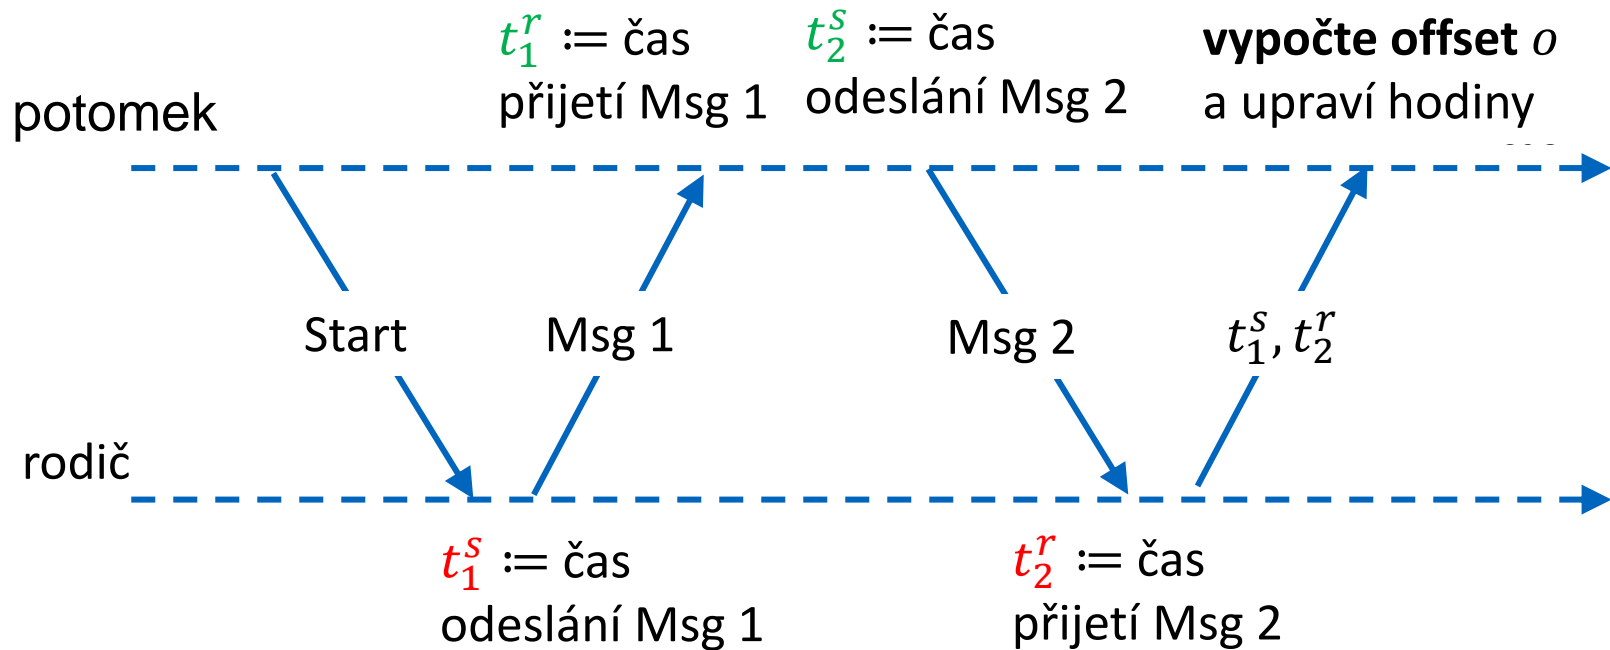 t₁ʳ ≔ čas
přijetí Msg 1
t₂ˢ ≔ čas
odeslání Msg 2
vypočte offset o
a upraví hodiny
potomek
Start
Msg 1
Msg 2
t₁ˢ, t₂ʳ
rodič
t₁ˢ ≔ čas
odeslání Msg 1
t₂ʳ ≔ čas
přijetí Msg 2